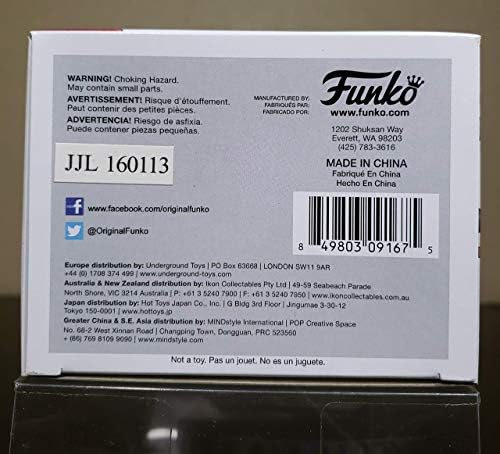 WARNING! Choking Hazard.
May contain small parts.
AVERTISSEMENT! Risque d'étouffement.
Peut contenir des petites pièces.
ADVERTENCIA! Riesgo de asfixia.
Puede contener piezas pequeñas.
JJL 160113
www.facebook.com/originalfunko
@OriginalFunko
MANUFACTURED BY:
FABRIQUÉS PAR:
FABRICADO POR:
Funko
www.funko.com
1202 Shuksan Way
Everett, WA 98203
(425) 783-3616
MADE IN CHINA
Fabriqué En China
Hecho En China
8 49803 09167 5
Europe distribution by: Underground Toys | PO Box 63668 | LONDON SW11 9AR
+44 (0) 1708 374 499 | www.underground-toys.com
Australia & New Zealand distribution by: Ikon Collectables Pty Ltd | 49-59 Seabeach Parade
North Shore, VIC 3214 Australia | P: +61 3 5240 7900 | F: +61 3 5240 7950 | www.ikoncollectables.com.au
Japan distribution by: Hot Toys Japan Co., Inc. | G Bldg 3rd Floor | Jingumae 3-30-12
Tokyo 150-0001 | www.hottoys.jp
Greater China & S.E. Asia distribution by: MINDstyle International | POP Creative Space
No. 68-2 West Xinnan Road | Changping Town, Dongguan, PRC 523560
+ (86) 769 8109 9090 | www.mindstyle.com
Not a toy. Pas un jouet. No es un juguete.